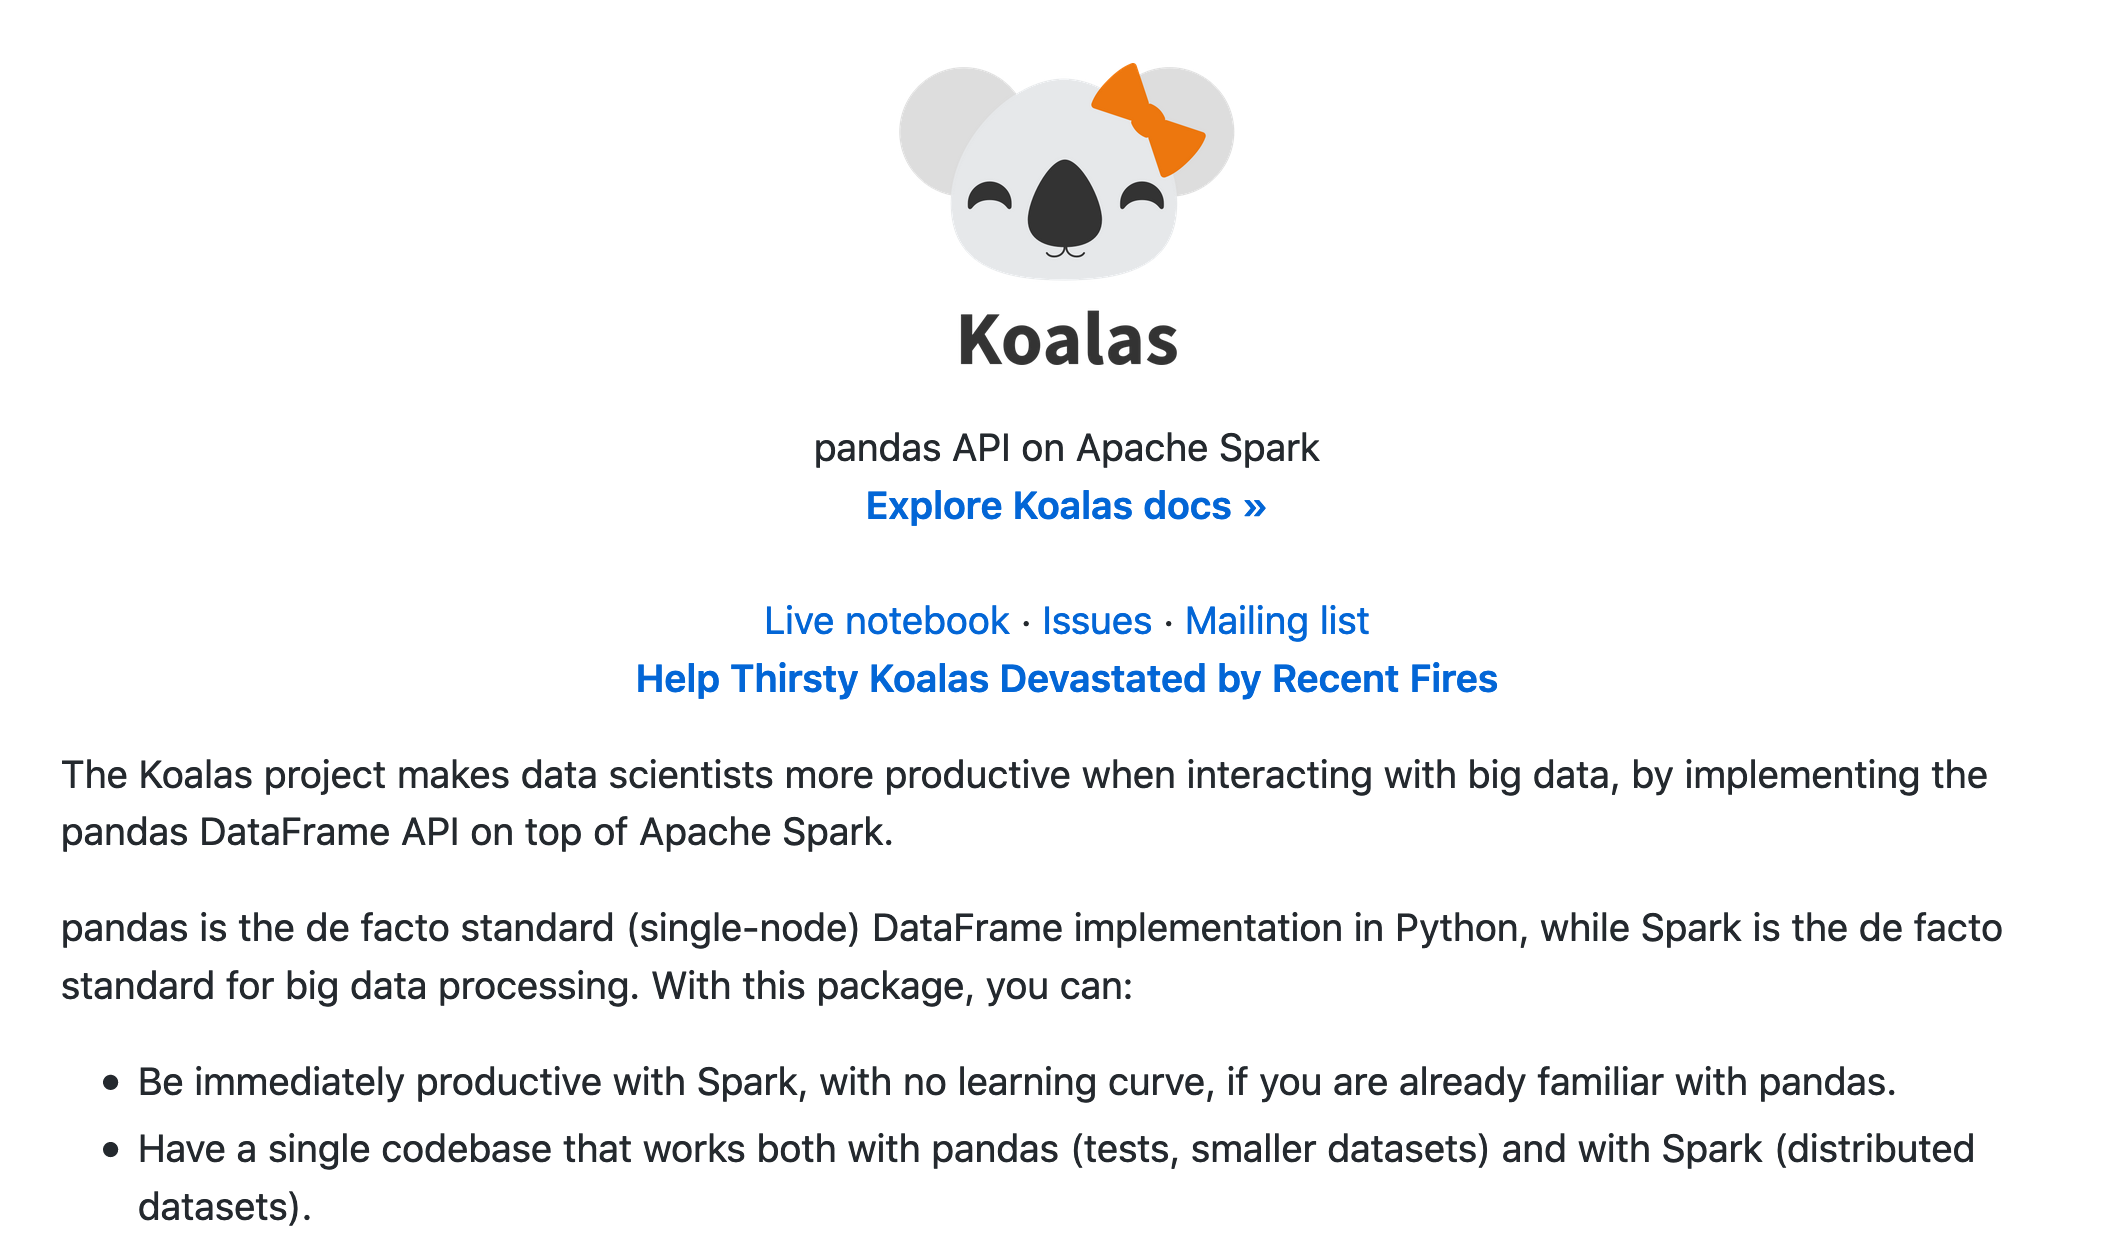 Koalas
pandas API on Apache Spark
Explore Koalas docs »
Live notebook · Issues · Mailing list
Help Thirsty Koalas Devastated by Recent Fires
The Koalas project makes data scientists more productive when interacting with big data, by implementing the
pandas DataFrame API on top of Apache Spark.
pandas is the de facto standard (single-node) DataFrame implementation in Python, while Spark is the de facto
standard for big data processing. With this package, you can:
• Be immediately productive with Spark, with no learning curve, if you are already familiar with pandas.
• Have a single codebase that works both with pandas (tests, smaller datasets) and with Spark (distributed
datasets).